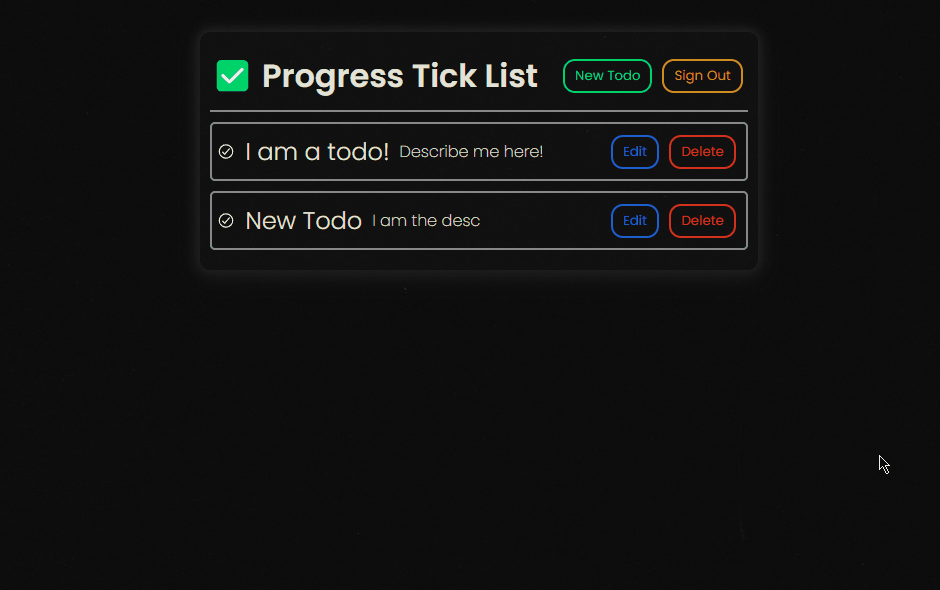 Progress Tick List New Todo Sign Out
I am a todo! Describe me here! Edit Delete
New Todo I am the desc Edit Delete